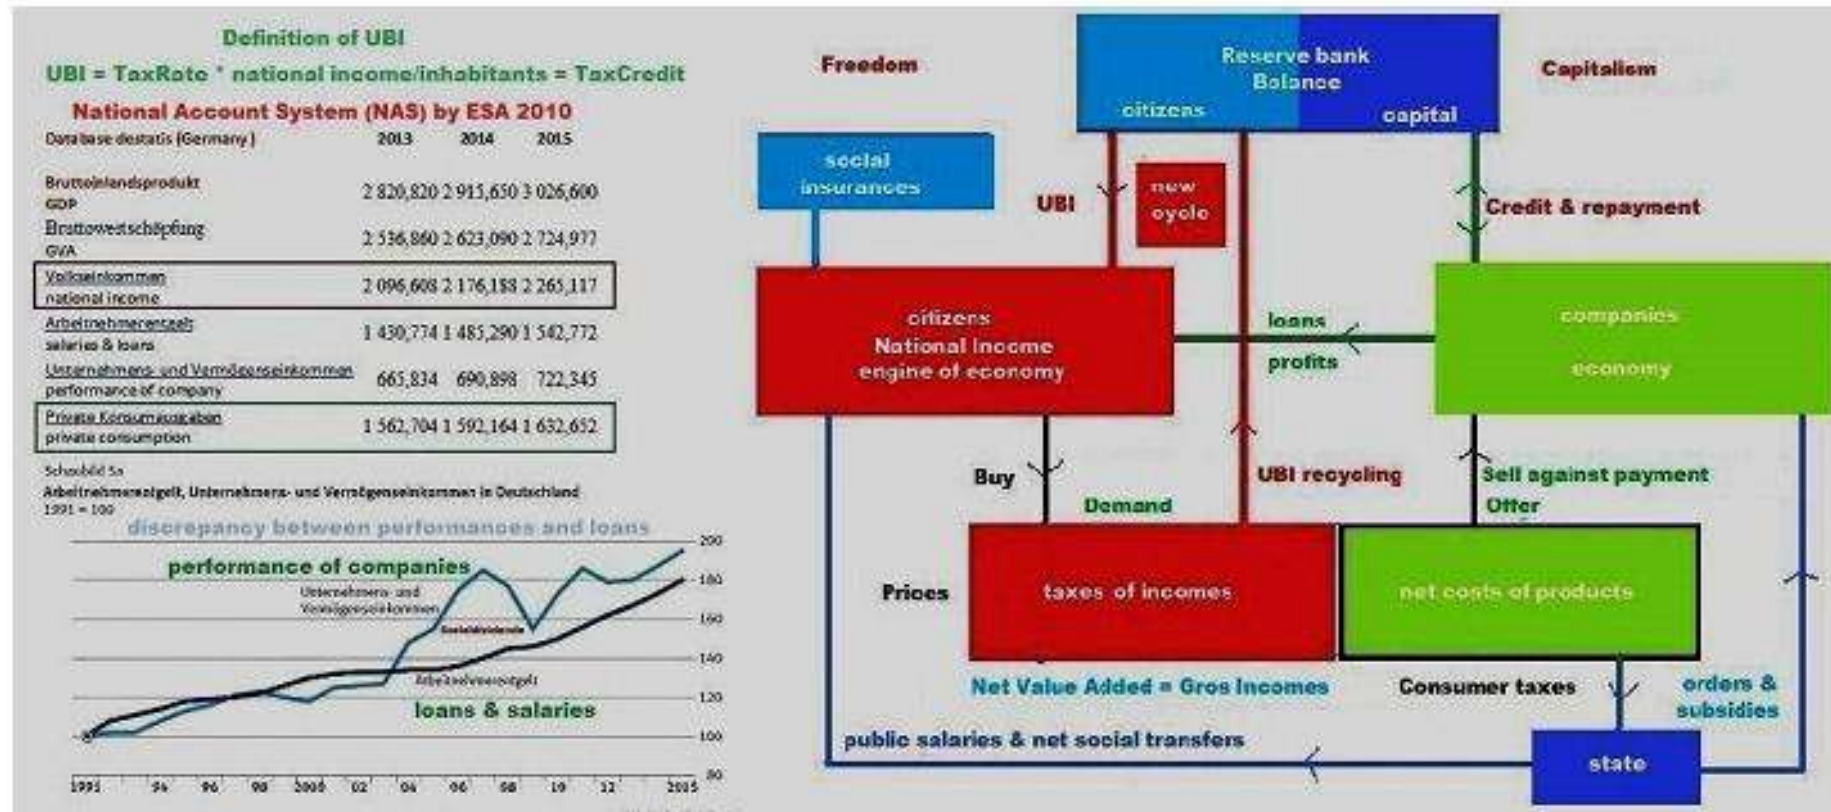 Definition of UBI
UBI = TaxRate * national income/inhabitants = TaxCredit
National Account System (NAS) by ESA 2010
Database destatis (Germany) 2013 2014 2015
Bruttoinlandsprodukt
GDP
2 820,820 2 915,650 3 026,600
Bruttowertschöpfung
GVA
2 536,860 2 623,090 2 724,977
Volkseinkommen
national income
2 096,608 2 176,188 2 265,117
Arbeitnehmerentgelt
salaries & loans
1 430,774 1 485,290 1 542,772
Unternehmens- und Vermögenseinkommen
performance of company
665,834 690,898 722,345
Private Konsumausgaben
private consumption
1 562,704 1 592,164 1 632,652
Schaubild 5a
Arbeitnehmerentgelt, Unternehmens- und Vermögenseinkommen in Deutschland
1991 = 100
discrepancy between performances and loans
performance of companies
Unternehmens- und
Vermögenseinkommen
Sozialdividende
Arbeitnehmerentgelt
loans & salaries
200
180
160
140
120
100
80
1991 94 96 98 2000 02 04 06 08 10 12 2015
Freedom
Reserve bank
Balance
citizens
capital
Capitalism
social
insurances
UBI
new
cycle
Credit & repayment
citizens
National Income
engine of economy
loans
profits
companies
economy
Buy
Demand
UBI recycling
Sell against payment
Offer
Prices
taxes of incomes
net costs of products
Net Value Added = Gros Incomes
Consumer taxes
orders &
subsidies
public salaries & net social transfers
state